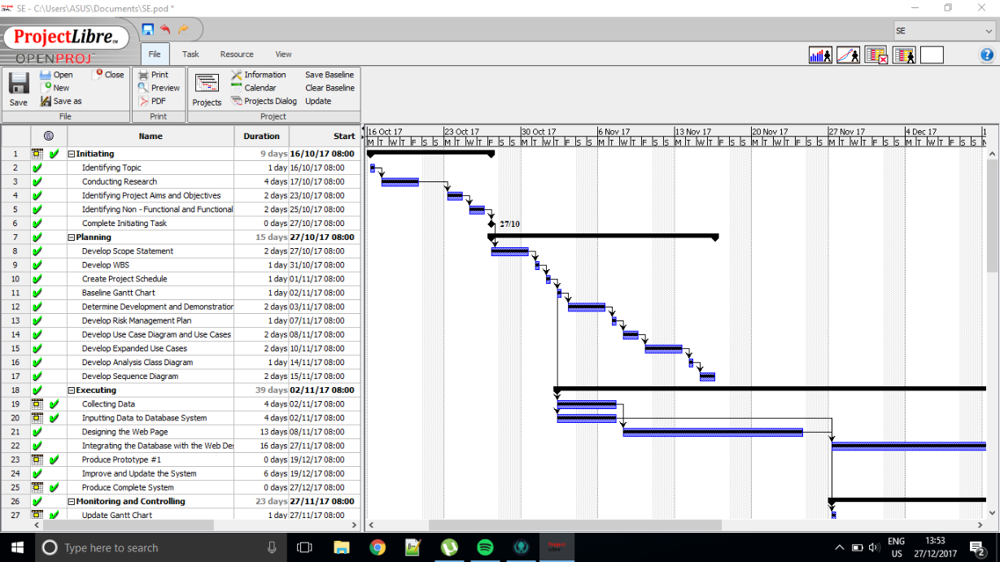 SE - C:\Users\ASUS\Documents\SE.pod *
ProjectLibre™
OPENPROJ
SE
File Task Resource View
Save
Open
New
Save as
Close
File
Print
Preview
PDF
Print
Projects
Information
Calendar
Projects Dialog
Save Baseline
Clear Baseline
Update
Project
Name Duration Start
16 Oct 17 23 Oct 17 30 Oct 17 6 Nov 17 13 Nov 17 20 Nov 17 27 Nov 17 4 Dec 17 1
M T W T F S S M T W T F S S M T W T F S S M T W T F S S M T W T F S S M T W T F S S M T W T F S S M T W T F S S M
1 Initiating 9 days 16/10/17 08:00
2 Identifying Topic 1 day 16/10/17 08:00
3 Conducting Research 4 days 17/10/17 08:00
4 Identifying Project Aims and Objectives 2 days 23/10/17 08:00
5 Identifying Non - Functional and Functional 2 days 25/10/17 08:00
6 Complete Initiating Task 0 days 27/10/17 08:00 27/10
7 Planning 15 days 27/10/17 08:00
8 Develop Scope Statement 2 days 27/10/17 08:00
9 Develop WBS 1 day 31/10/17 08:00
10 Create Project Schedule 1 day 01/11/17 08:00
11 Baseline Gantt Chart 1 day 02/11/17 08:00
12 Determine Development and Demonstration 2 days 03/11/17 08:00
13 Develop Risk Management Plan 1 day 07/11/17 08:00
14 Develop Use Case Diagram and Use Cases 2 days 08/11/17 08:00
15 Develop Expanded Use Cases 2 days 10/11/17 08:00
16 Develop Analysis Class Diagram 1 day 14/11/17 08:00
17 Develop Sequence Diagram 2 days 15/11/17 08:00
18 Executing 39 days 02/11/17 08:00
19 Collecting Data 4 days 02/11/17 08:00
20 Inputting Data to Database System 4 days 02/11/17 08:00
21 Designing the Web Page 13 days 08/11/17 08:00
22 Integrating the Database with the Web De 16 days 27/11/17 08:00
23 Produce Prototype #1 0 days 19/12/17 08:00
24 Improve and Update the System 6 days 19/12/17 08:00
25 Produce Complete System 0 days 27/12/17 08:00
26 Monitoring and Controlling 23 days 27/11/17 08:00
27 Update Gantt Chart 1 day 27/11/17 08:00
Type here to search
ENG
US
13:53
27/12/2017
2